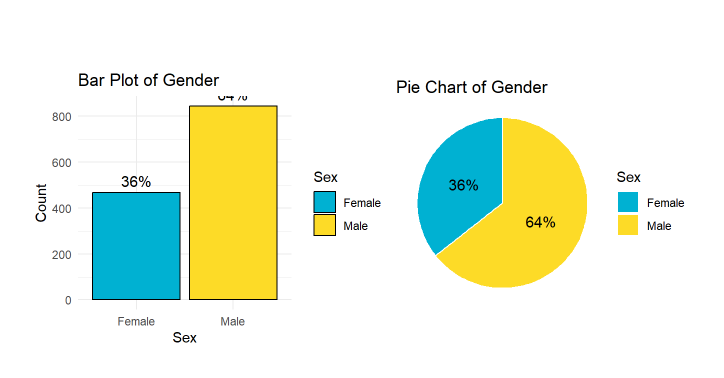 Bar Plot of Gender
64%
800
600
400
200
0
Count
36%
Female
Male
Sex
Sex
Female
Male
Pie Chart of Gender
36%
64%
Sex
Female
Male